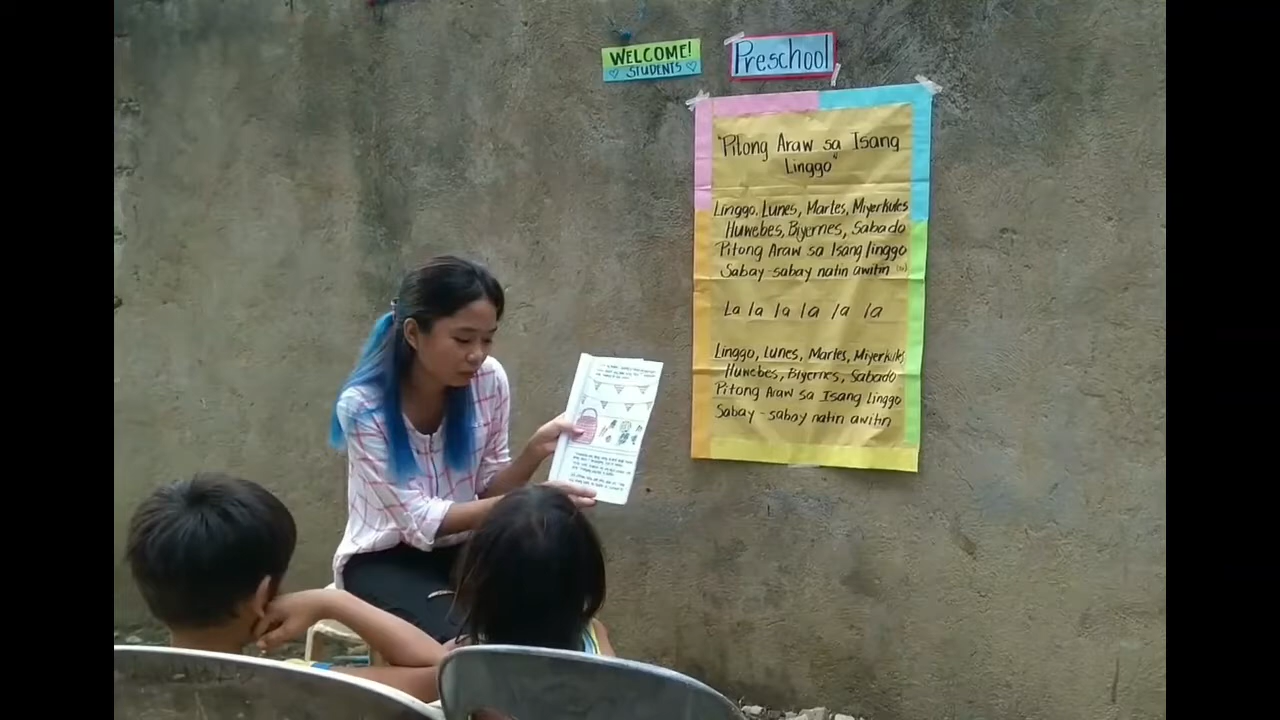 WELCOME!
♡ STUDENTS ♡
Preschool
"Pitong Araw sa Isang
Linggo"
Linggo, Lunes, Martes, Miyerkules
Huwebes, Biyernes, Sabado
Pitong Araw sa Isang linggo
Sabay-sabay natin awitin
La la la la la la
Linggo, Lunes, Martes, Miyerkules
Huwebes, Biyernes, Sabado
Pitong Araw sa Isang Linggo
Sabay-sabay natin awitin